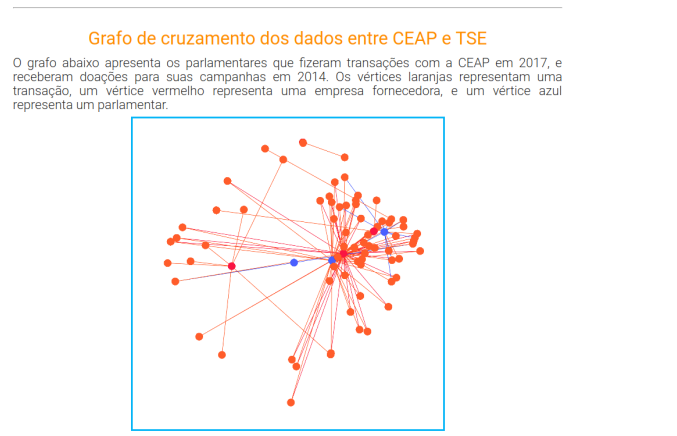 Grafo de cruzamento dos dados entre CEAP e TSE
O grafo abaixo apresenta os parlamentares que fizeram transações com a CEAP em 2017, e
receberam doações para suas campanhas em 2014. Os vértices laranjas representam uma
transação, um vértice vermelho representa uma empresa fornecedora, e um vértice azul
representa um parlamentar.